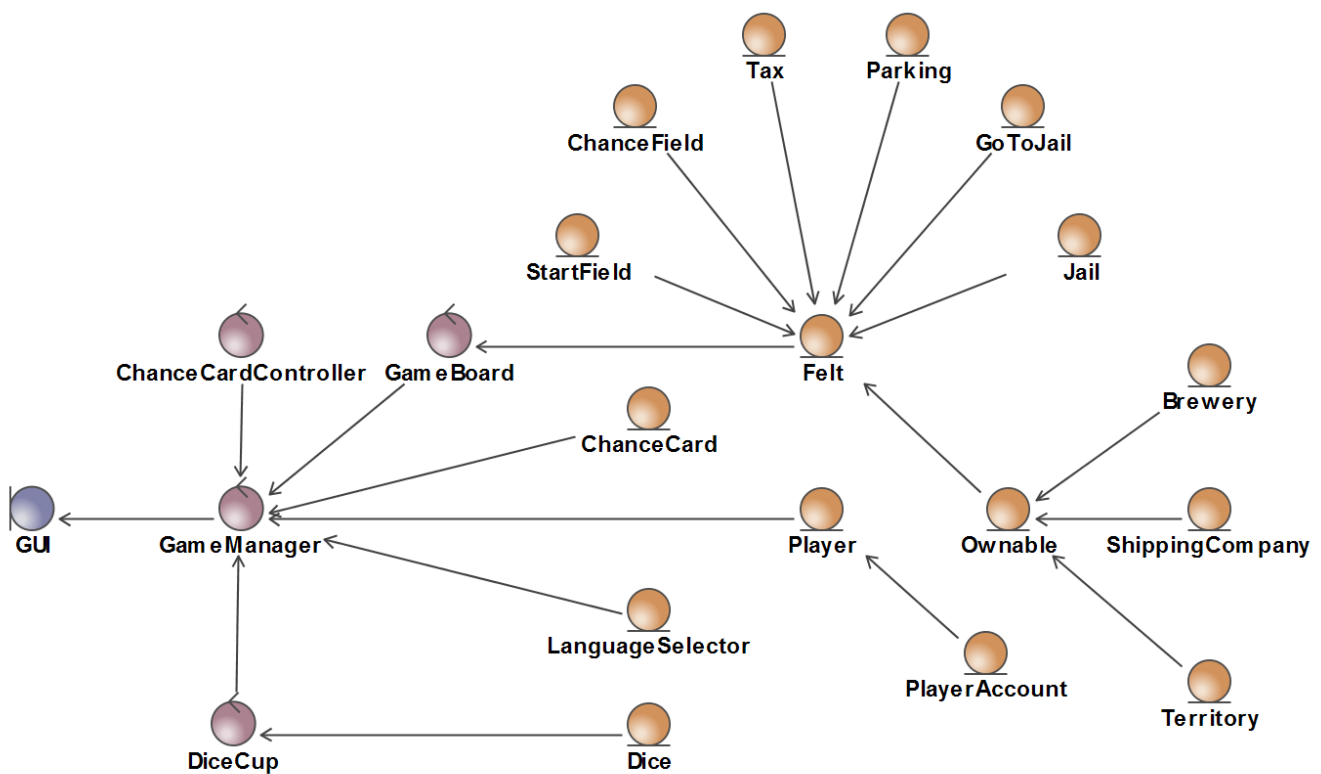 Tax
Parking
ChanceField
GoToJail
StartField
Jail
ChanceCardController
GameBoard
Felt
Brewery
ChanceCard
GUI
GameManager
Player
Ownable
ShippingCompany
LanguageSelector
PlayerAccount
Territory
DiceCup
Dice